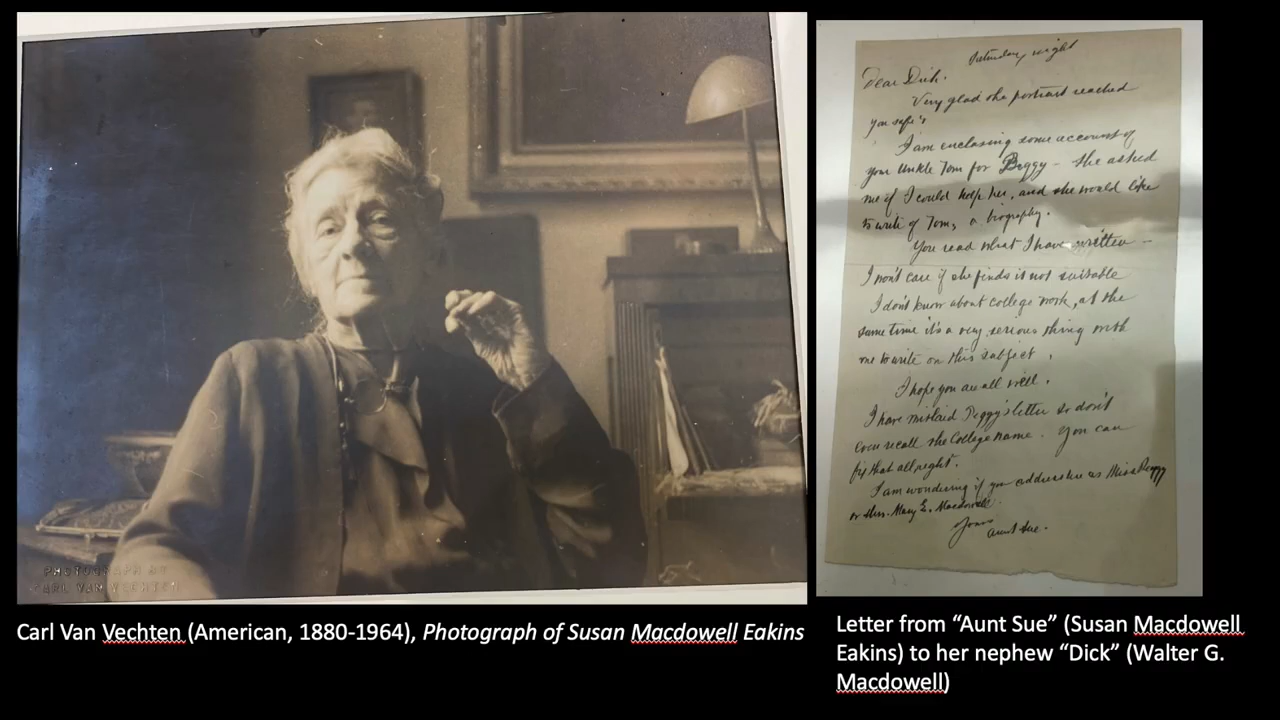 PHOTOGRAPH BY
CARL VAN VECHTEN
Carl Van Vechten (American, 1880-1964), Photograph of Susan Macdowell Eakins
Saturday night
Dear Dick.
Very glad the portrait reached
you safe'y
I am enclosing some account of
your Unkle Tom for Peggy - She asked
me if I could help her, and she would like
to write of Tom, a biography.
You read what I have written -
I won't care if she finds it not suitable
I don't know about college work, at the
same time it's a very serious thing with
me to write on this subject.
I hope you are all well.
I have mislaid Peggy's letter so don't
even recall the College name. You can
fix that all right.
I am wondering if you address her as Miss Peggy
or Miss. Mary E. Macdowell
Yours
Aunt Sue.
Letter from “Aunt Sue” (Susan Macdowell
Eakins) to her nephew “Dick” (Walter G.
Macdowell)